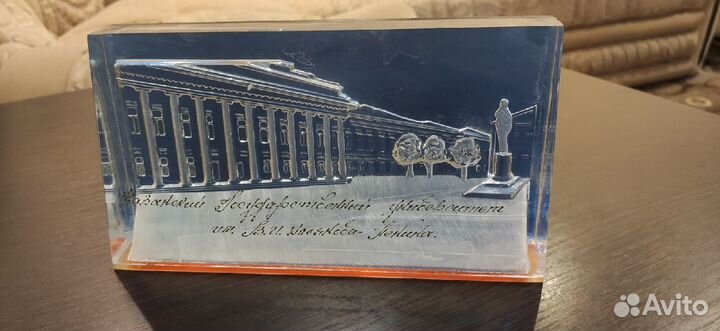 Казанский Государственный Университет
им. В.И. Ульянова-Ленина.
Avito